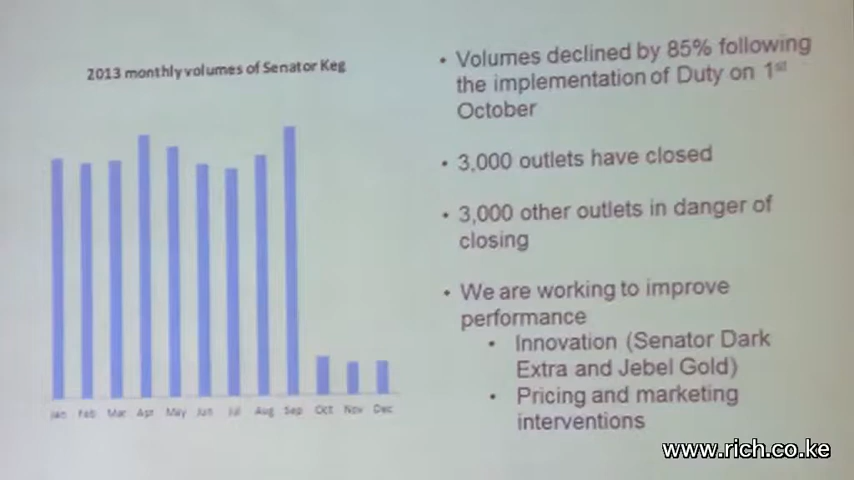 2013 monthly volumes of Senator Keg
Jan Feb Mar Apr May Jun Jul Aug Sep Oct Nov Dec
• Volumes declined by 85% following
the implementation of Duty on 1st
October
• 3,000 outlets have closed
• 3,000 other outlets in danger of
closing
• We are working to improve
performance
• Innovation (Senator Dark
Extra and Jebel Gold)
• Pricing and marketing
interventions
www.rich.co.ke